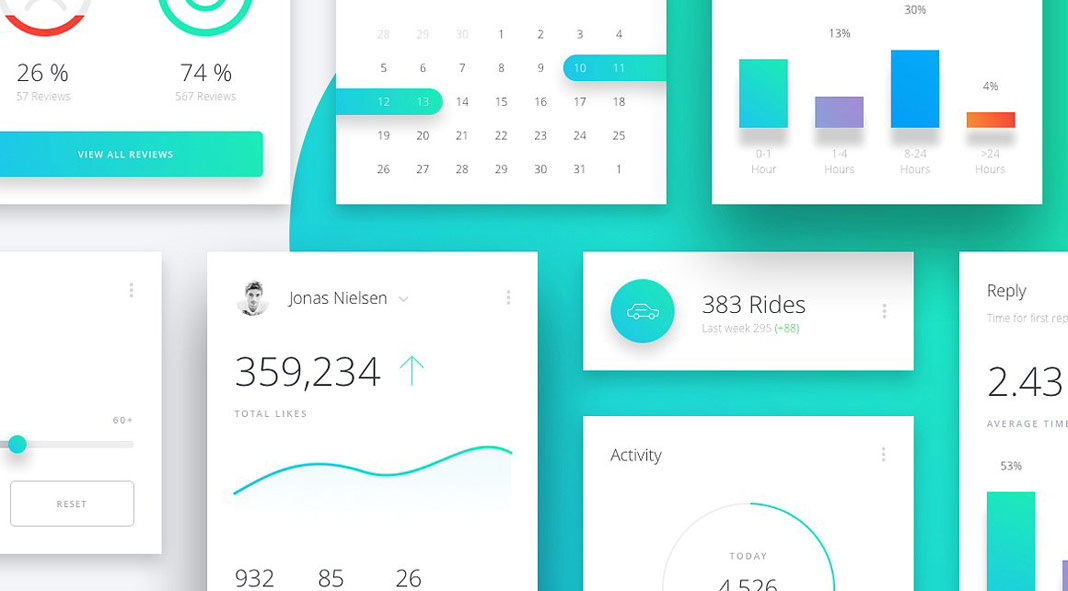 26 %
57 Reviews
74 %
567 Reviews
VIEW ALL REVIEWS
28 29 30 1 2 3 4
5 6 7 8 9 10 11
12 13 14 15 16 17 18
19 20 21 22 23 24 25
26 27 28 29 30 31 1
13%
30%
4%
0-1
Hour
1-4
Hours
8-24
Hours
>24
Hours
60+
RESET
Jonas Nielsen
359,234
TOTAL LIKES
932 85 26
383 Rides
Last week 295 (+88)
Activity
TODAY
4,526
Reply
Time for first rep
2.43
AVERAGE TIME
53%